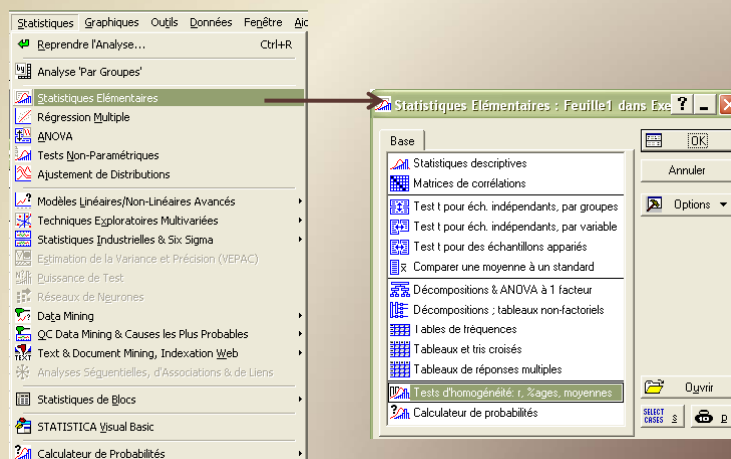 Statistiques Graphiques Outils Données Fenêtre
Reprendre l'Analyse... Ctrl+R
Analyse 'Par Groupes'
Statistiques Elémentaires
Régression Multiple
ANOVA
Tests Non-Paramétriques
Ajustement de Distributions
Modèles Linéaires/Non-Linéaires Avancés
Techniques Exploratoires Multivariées
Statistiques Industrielles & Six Sigma
Estimation de la Variance et Précision (VEPAC)
Puissance de Test
Réseaux de Neurones
Data Mining
QC Data Mining & Causes les Plus Probables
Text & Document Mining, Indexation Web
Analyses Séquentielles, d'Associations & de Liens
Statistiques de Blocs
STATISTICA Visual Basic
Calculateur de Probabilités
Statistiques Elémentaires : Feuille1 dans Exe
Base
Statistiques descriptives
Matrices de corrélations
Test t pour éch. indépendants, par groupes
Test t pour éch. indépendants, par variable
Test t pour des échantillons appariés
Comparer une moyenne à un standard
Décompositions & ANOVA à 1 facteur
Décompositions ; tableaux non-factoriels
Tables de fréquences
Tableaux et tris croisés
Tableaux de réponses multiples
Tests d'homogénéité: r, %ages, moyennes
Calculateur de probabilités
OK
Annuler
Options
Ouvrir
SELECT CASES S